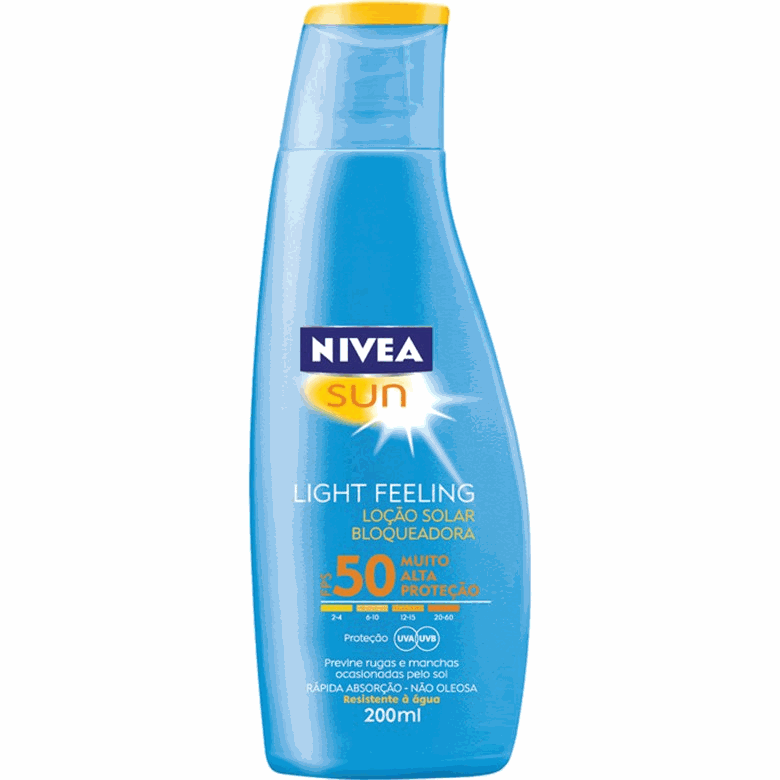 NIVEA
sun
LIGHT FEELING
LOÇÃO SOLAR
BLOQUEADORA
FPS 50 MUITO
ALTA
PROTEÇÃO
2-4 6-10 12-15 20-60
Proteção UVA UVB
Previne rugas e manchas
ocasionadas pelo sol
RÁPIDA ABSORÇÃO - NÃO OLEOSA
Resistente à água
200ml